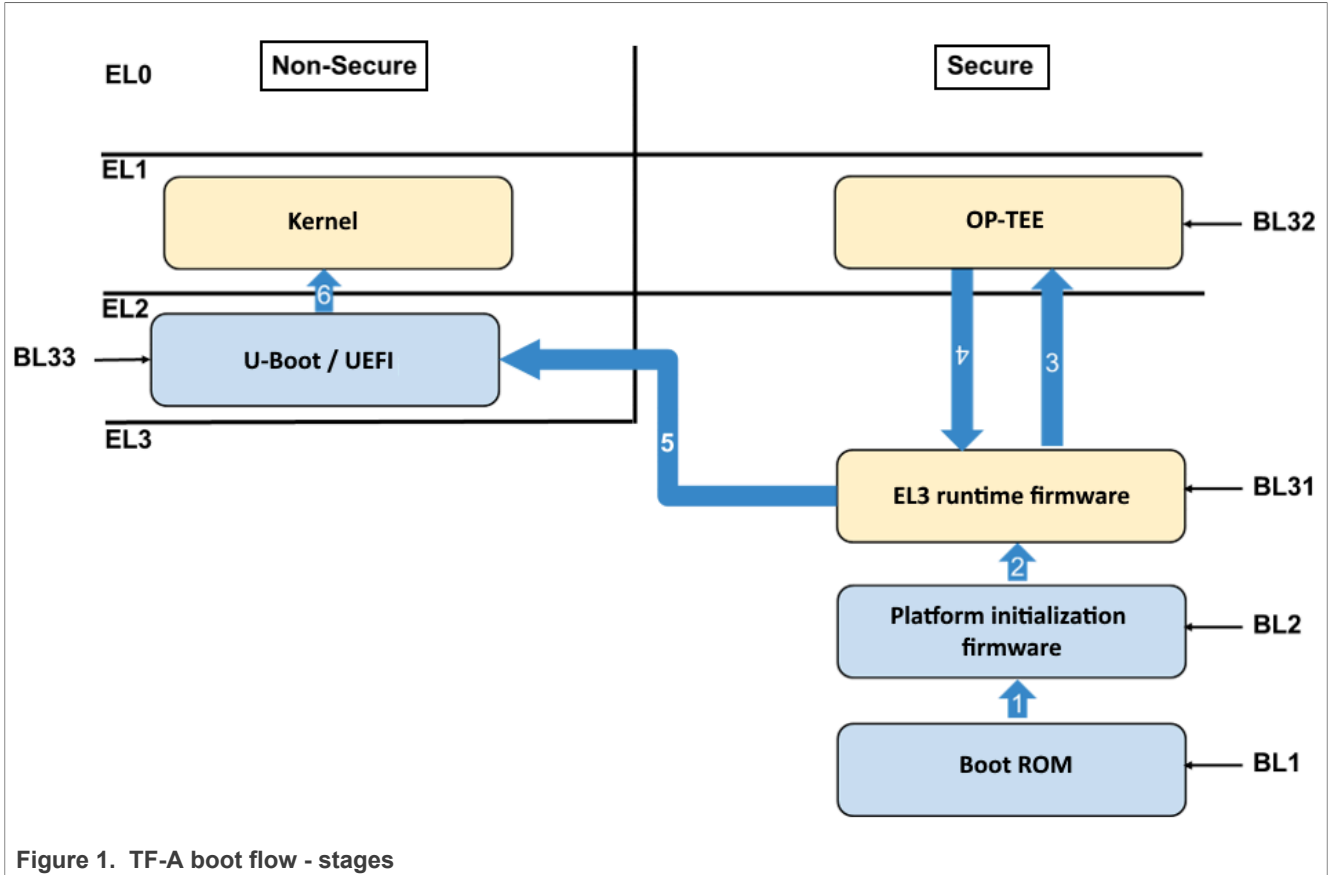 EL0
Non-Secure
Secure
EL1
Kernel
OP-TEE
BL32
6
EL2
BL33
U-Boot / UEFI
4
3
EL3
5
EL3 runtime firmware
BL31
2
Platform initialization
firmware
BL2
1
Boot ROM
BL1
Figure 1. TF-A boot flow - stages